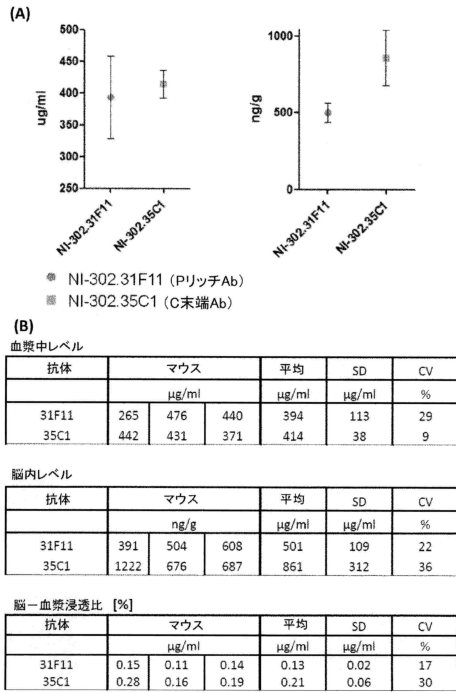 (A)
500
450
400
350
300
250
ug/ml
NI-302.31F11
NI-302.35C1
1000
500
0
ng/g
NI-302.31F11
NI-302.35C1
NI-302.31F11 (PリッチAb)
NI-302.35C1 (C末端Ab)
(B)
血漿中レベル
抗体 マウス 平均 SD CV
μg/ml μg/ml μg/ml %
31F11 265 476 440 394 113 29
35C1 442 431 371 414 38 9
脳内レベル
抗体 マウス 平均 SD CV
ng/g μg/ml μg/ml %
31F11 391 504 608 501 109 22
35C1 1222 676 687 861 312 36
脳ー血漿浸透比 [%]
抗体 マウス 平均 SD CV
μg/ml μg/ml μg/ml %
31F11 0.15 0.11 0.14 0.13 0.02 17
35C1 0.28 0.16 0.19 0.21 0.06 30